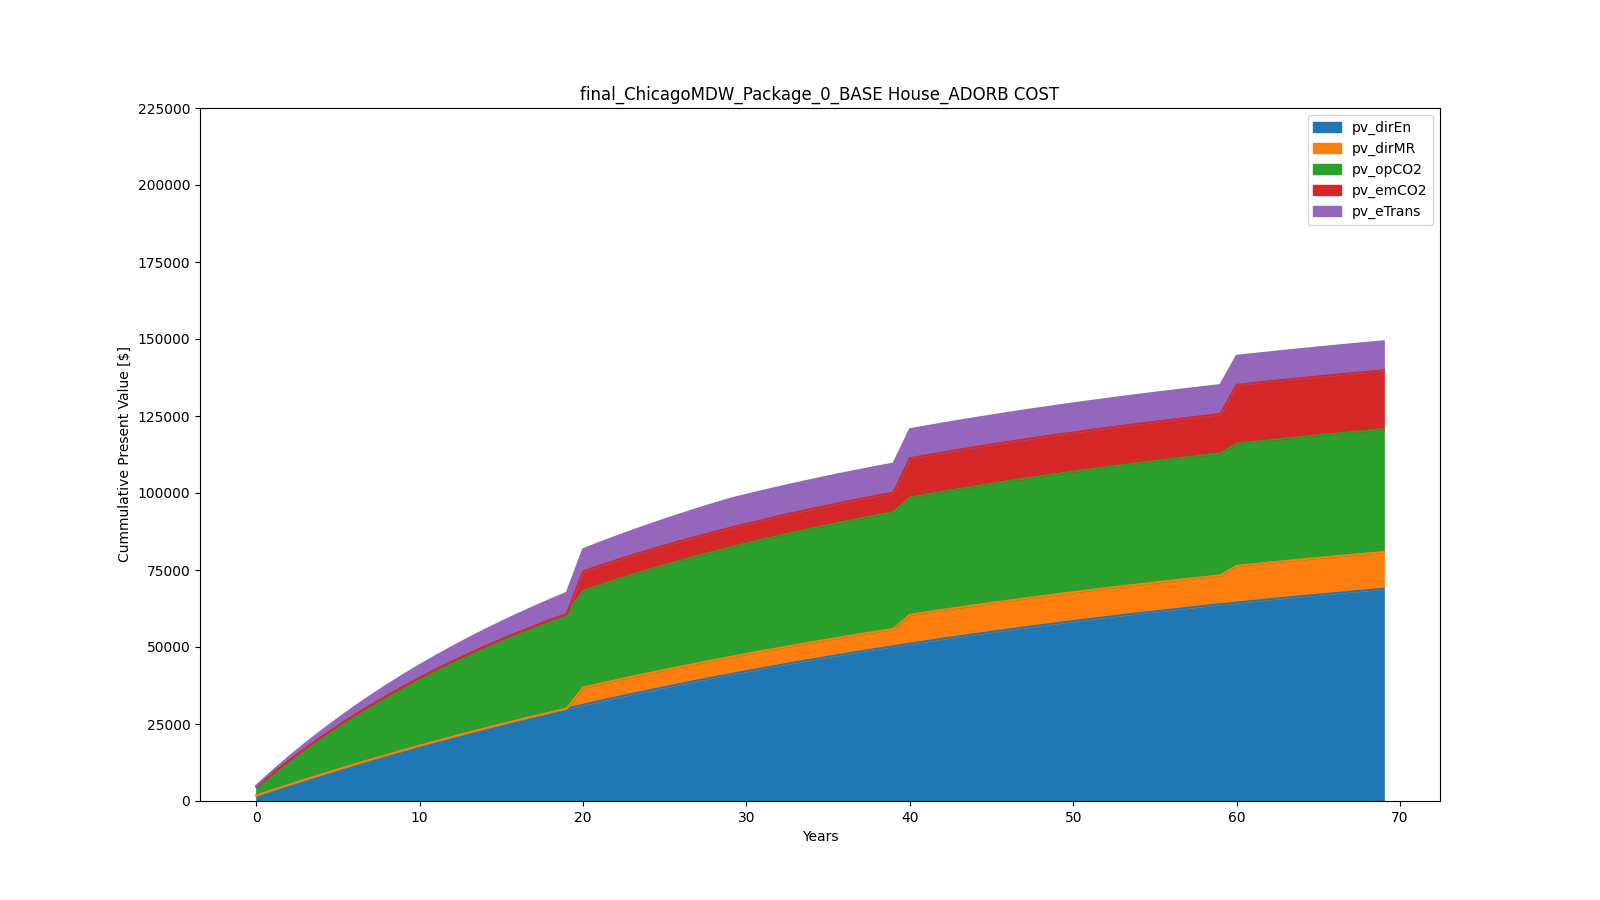 final_ChicagoMDW_Package_0_BASE House_ADORB COST
225000
200000
175000
150000
125000
100000
75000
50000
25000
0
Cummulative Present Value [$]
0 10 20 30 40 50 60 70
Years
pv_dirEn
pv_dirMR
pv_opCO2
pv_emCO2
pv_eTrans